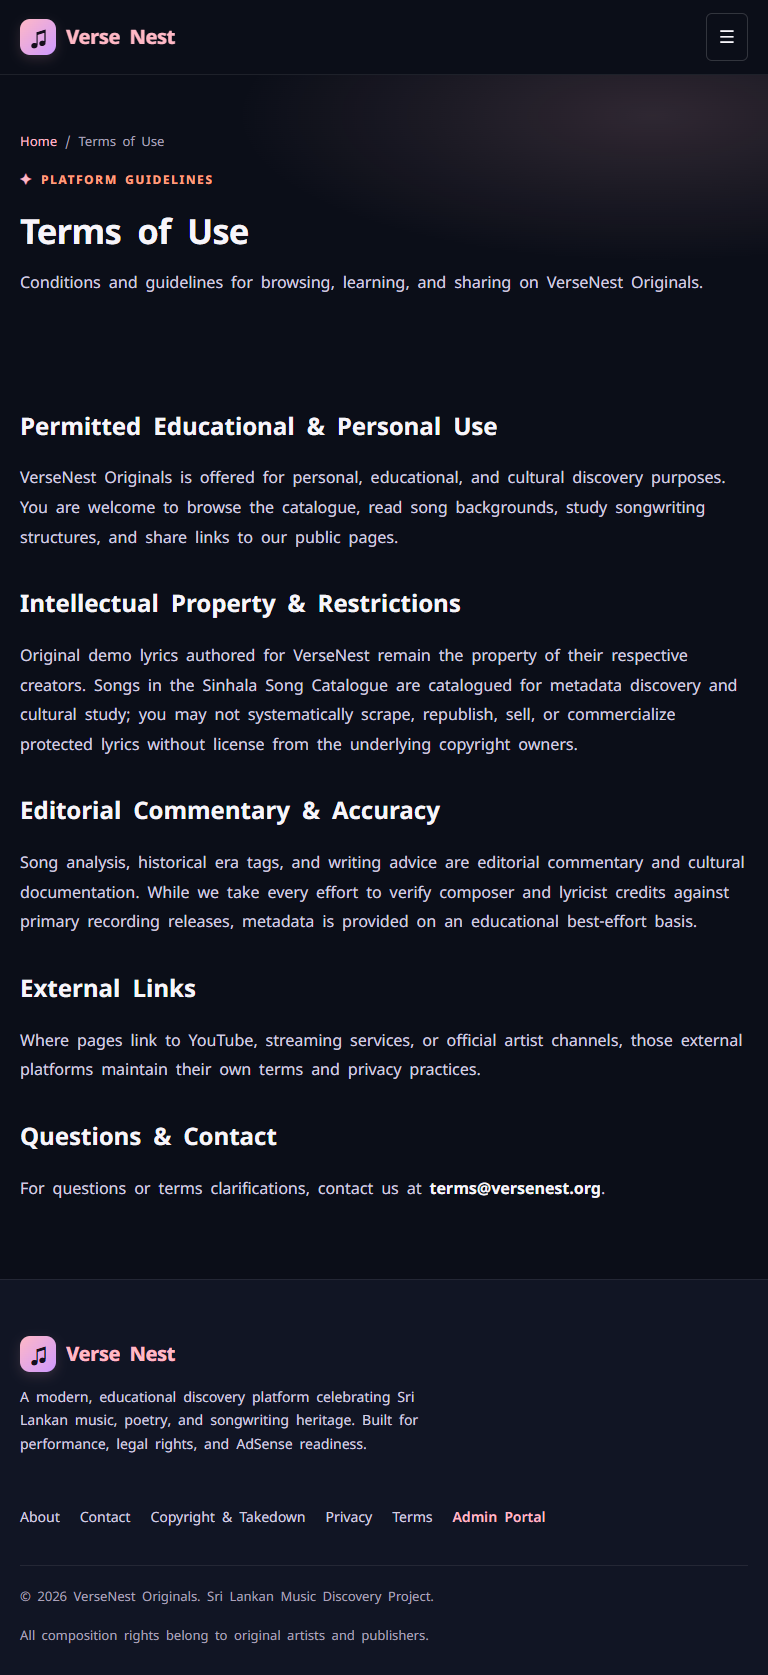 Verse Nest
☰
Home / Terms of Use
✦ PLATFORM GUIDELINES
Terms of Use
Conditions and guidelines for browsing, learning, and sharing on VerseNest Originals.
Permitted Educational & Personal Use
VerseNest Originals is offered for personal, educational, and cultural discovery purposes.
You are welcome to browse the catalogue, read song backgrounds, study songwriting
structures, and share links to our public pages.
Intellectual Property & Restrictions
Original demo lyrics authored for VerseNest remain the property of their respective
creators. Songs in the Sinhala Song Catalogue are catalogued for metadata discovery and
cultural study; you may not systematically scrape, republish, sell, or commercialize
protected lyrics without license from the underlying copyright owners.
Editorial Commentary & Accuracy
Song analysis, historical era tags, and writing advice are editorial commentary and cultural
documentation. While we take every effort to verify composer and lyricist credits against
primary recording releases, metadata is provided on an educational best-effort basis.
External Links
Where pages link to YouTube, streaming services, or official artist channels, those external
platforms maintain their own terms and privacy practices.
Questions & Contact
For questions or terms clarifications, contact us at terms@versenest.org.
Verse Nest
A modern, educational discovery platform celebrating Sri
Lankan music, poetry, and songwriting heritage. Built for
performance, legal rights, and AdSense readiness.
About Contact Copyright & Takedown Privacy Terms Admin Portal
© 2026 VerseNest Originals. Sri Lankan Music Discovery Project.
All composition rights belong to original artists and publishers.